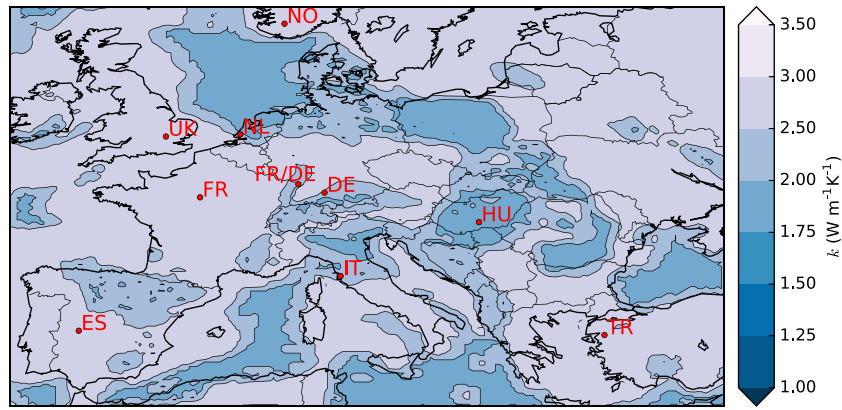 NO
UK
NL
FR/DE
DE
FR
HU
IT
ES
TR
3.50
3.00
2.50
2.00
1.75
1.50
1.25
1.00
k (W m⁻¹K⁻¹)